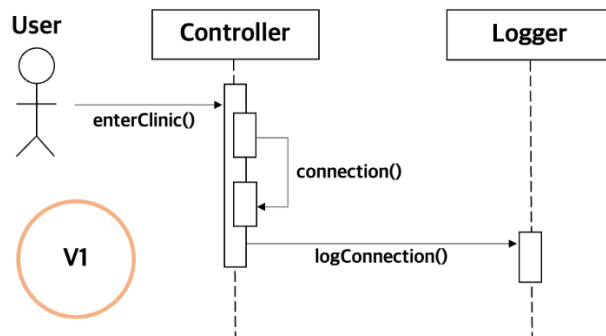 User
Controller
Logger
enterClinic()
connection()
logConnection()
V1